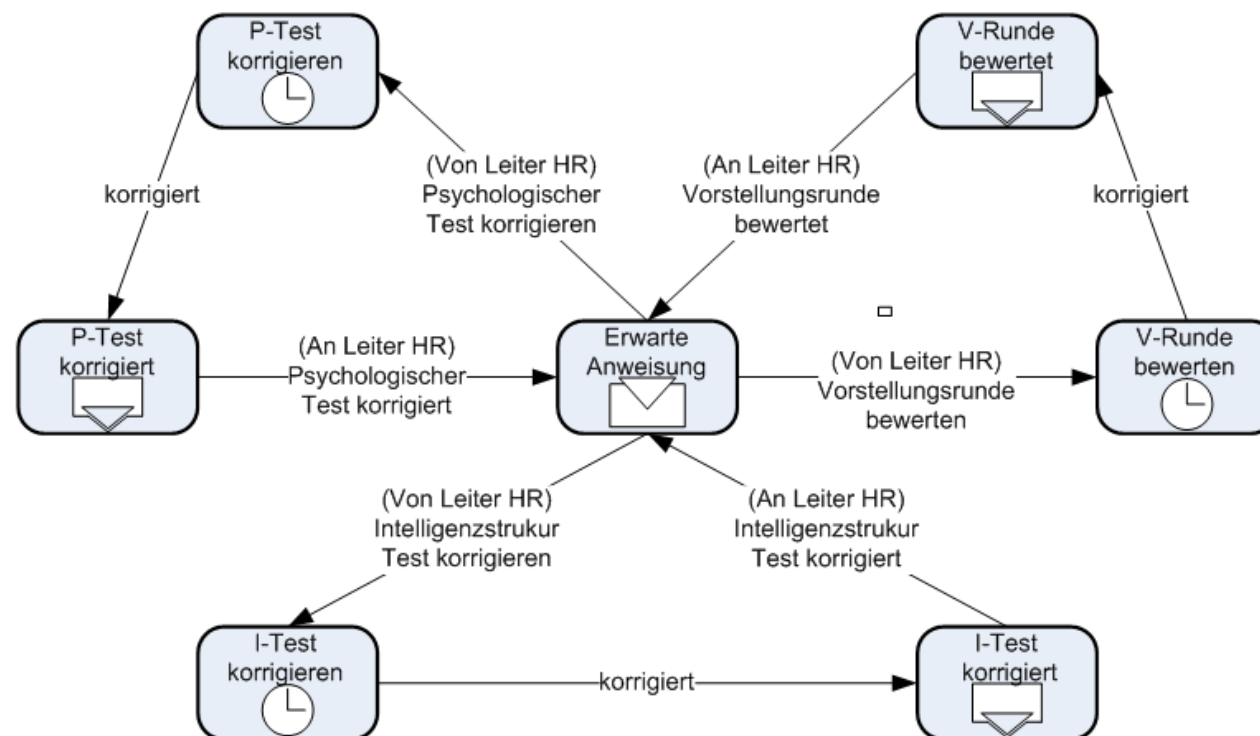 P-Test
korrigieren
V-Runde
bewertet
(Von Leiter HR)
Psychologischer
Test korrigieren
(An Leiter HR)
Vorstellungsrunde
bewertet
korrigiert
korrigiert
P-Test
korrigiert
(An Leiter HR)
Psychologischer
Test korrigiert
Erwarte
Anweisung
(Von Leiter HR)
Vorstellungsrunde
bewerten
V-Runde
bewerten
(Von Leiter HR)
Intelligenzstrukur
Test korrigieren
(An Leiter HR)
Intelligenzstrukur
Test korrigiert
I-Test
korrigieren
korrigiert
I-Test
korrigiert